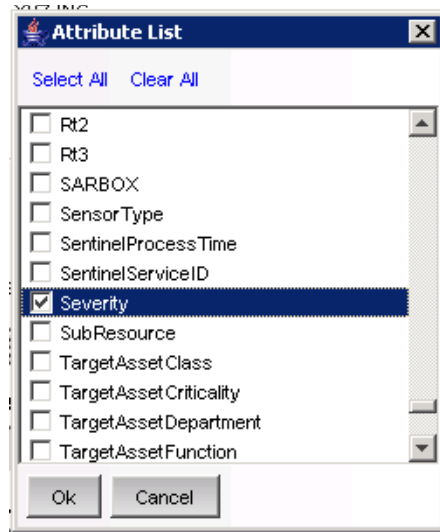 Attribute List
Select All Clear All
Rt2
Rt3
SARBOX
SensorType
SentinelProcessTime
SentinelServiceID
Severity
SubResource
TargetAssetClass
TargetAssetCriticality
TargetAssetDepartment
TargetAssetFunction
Ok Cancel